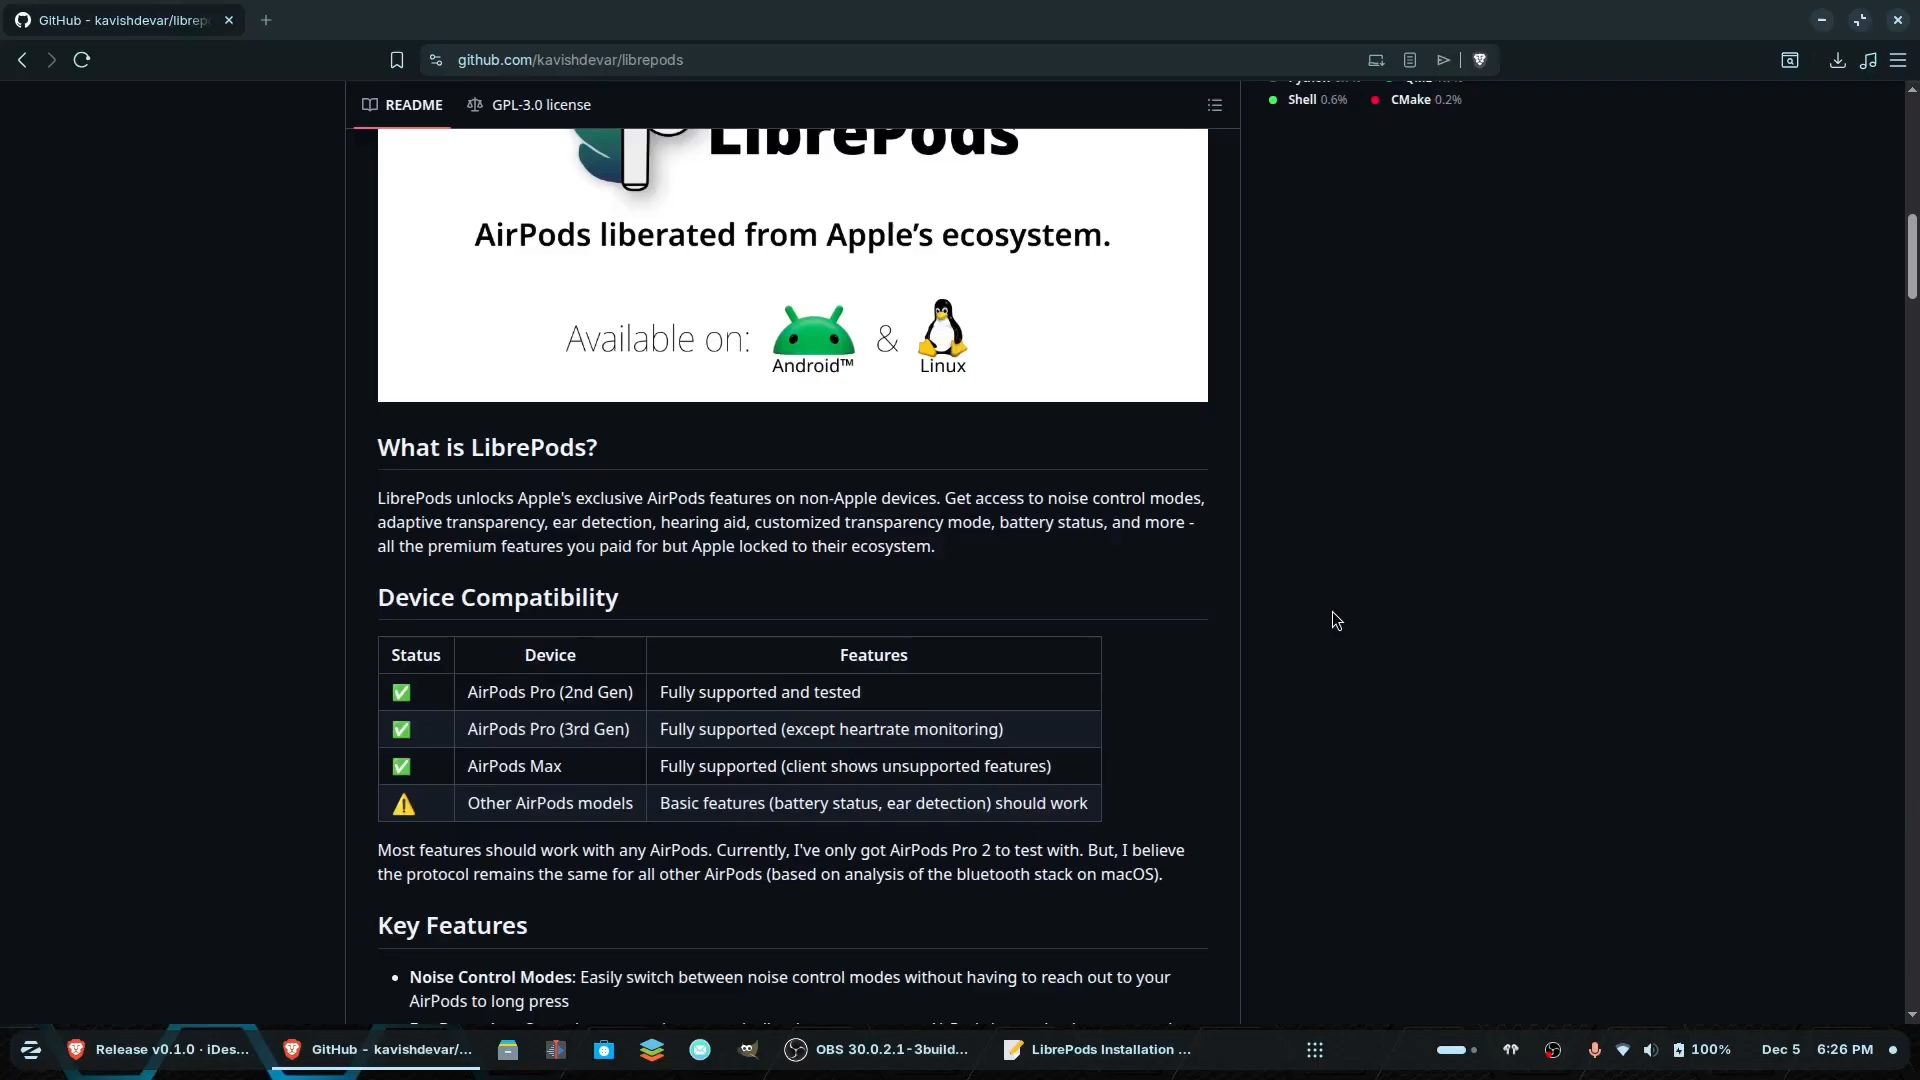 GitHub - kavishdevar/librep
github.com/kavishdevar/librepods
Shell 0.6% CMake 0.2%
README GPL-3.0 license
LibrePods
AirPods liberated from Apple’s ecosystem.
Available on: & 
Android™ Linux
What is LibrePods?
LibrePods unlocks Apple's exclusive AirPods features on non-Apple devices. Get access to noise control modes,
adaptive transparency, ear detection, hearing aid, customized transparency mode, battery status, and more -
all the premium features you paid for but Apple locked to their ecosystem.
Device Compatibility
Status Device Features
✅ AirPods Pro (2nd Gen) Fully supported and tested
✅ AirPods Pro (3rd Gen) Fully supported (except heartrate monitoring)
✅ AirPods Max Fully supported (client shows unsupported features)
⚠️ Other AirPods models Basic features (battery status, ear detection) should work
Most features should work with any AirPods. Currently, I've only got AirPods Pro 2 to test with. But, I believe
the protocol remains the same for all other AirPods (based on analysis of the bluetooth stack on macOS).
Key Features
• Noise Control Modes: Easily switch between noise control modes without having to reach out to your
AirPods to long press
Release v0.1.0 · iDes... GitHub - kavishdevar/... OBS 30.0.2.1-3build... LibrePods Installation ... 100% Dec 5 6:26 PM